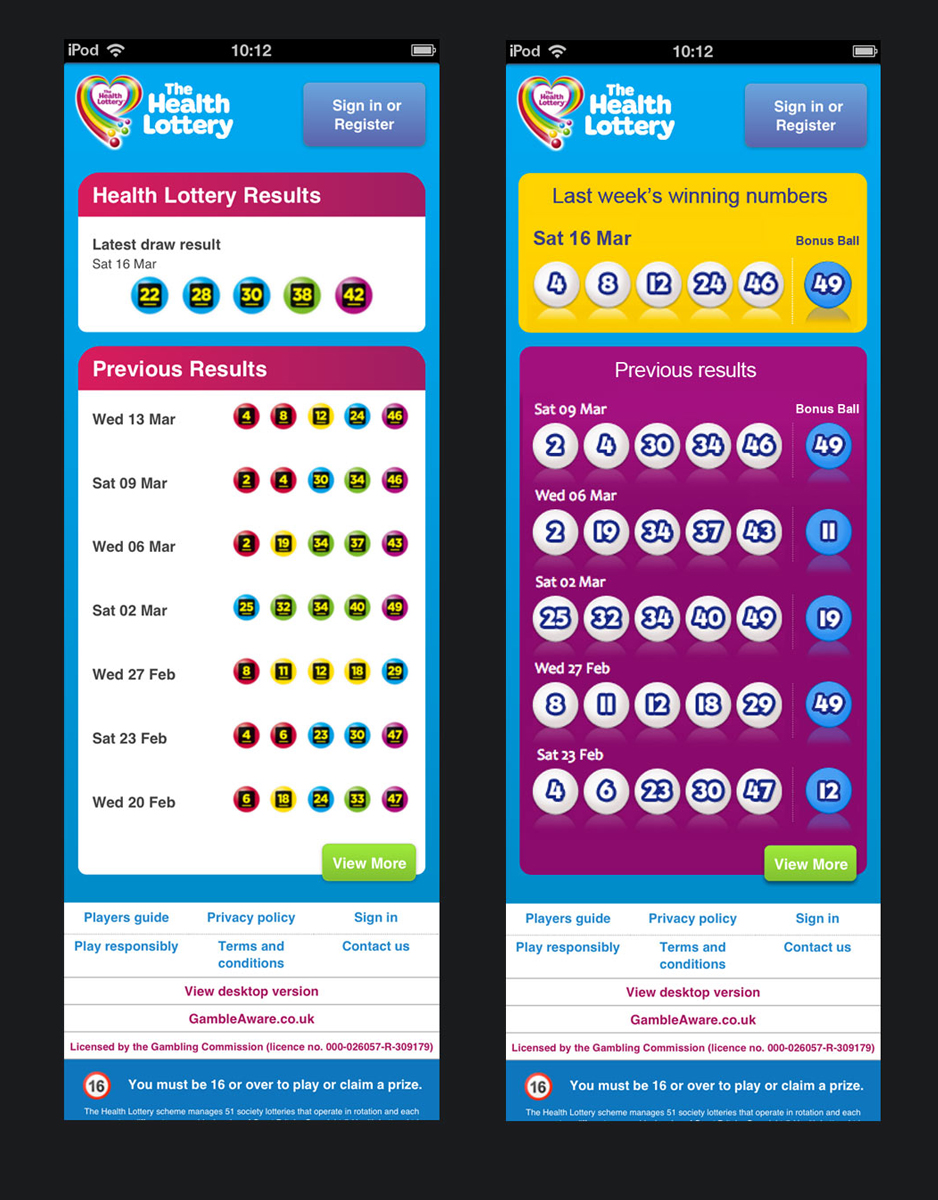 iPod 10:12
The Health Lottery
The
Health
Lottery
Sign in or
Register
Health Lottery Results
Latest draw result
Sat 16 Mar
22 28 30 38 42
Previous Results
Wed 13 Mar 4 8 12 24 46
Sat 09 Mar 2 4 30 34 46
Wed 06 Mar 2 19 34 37 43
Sat 02 Mar 25 32 34 40 49
Wed 27 Feb 8 11 12 18 29
Sat 23 Feb 4 6 23 30 47
Wed 20 Feb 6 18 24 33 47
View More
Players guide Privacy policy Sign in
Play responsibly Terms and Contact us
conditions
View desktop version
GambleAware.co.uk
Licensed by the Gambling Commission (licence no. 000-026057-R-309179)
16 You must be 16 or over to play or claim a prize.
The Health Lottery scheme manages 51 society lotteries that operate in rotation and each
iPod 10:12
The Health Lottery
The
Health
Lottery
Sign in or
Register
Last week's winning numbers
Sat 16 Mar Bonus Ball
4 8 12 24 46 49
Previous results
Sat 09 Mar Bonus Ball
2 4 30 34 46 49
Wed 06 Mar
2 19 34 37 43 11
Sat 02 Mar
25 32 34 40 49 19
Wed 27 Feb
8 11 12 18 29 49
Sat 23 Feb
4 6 23 30 47 12
View More
Players guide Privacy policy Sign in
Play responsibly Terms and Contact us
conditions
View desktop version
GambleAware.co.uk
Licensed by the Gambling Commission (licence no. 000-026057-R-309179)
16 You must be 16 or over to play or claim a prize.
The Health Lottery scheme manages 51 society lotteries that operate in rotation and each